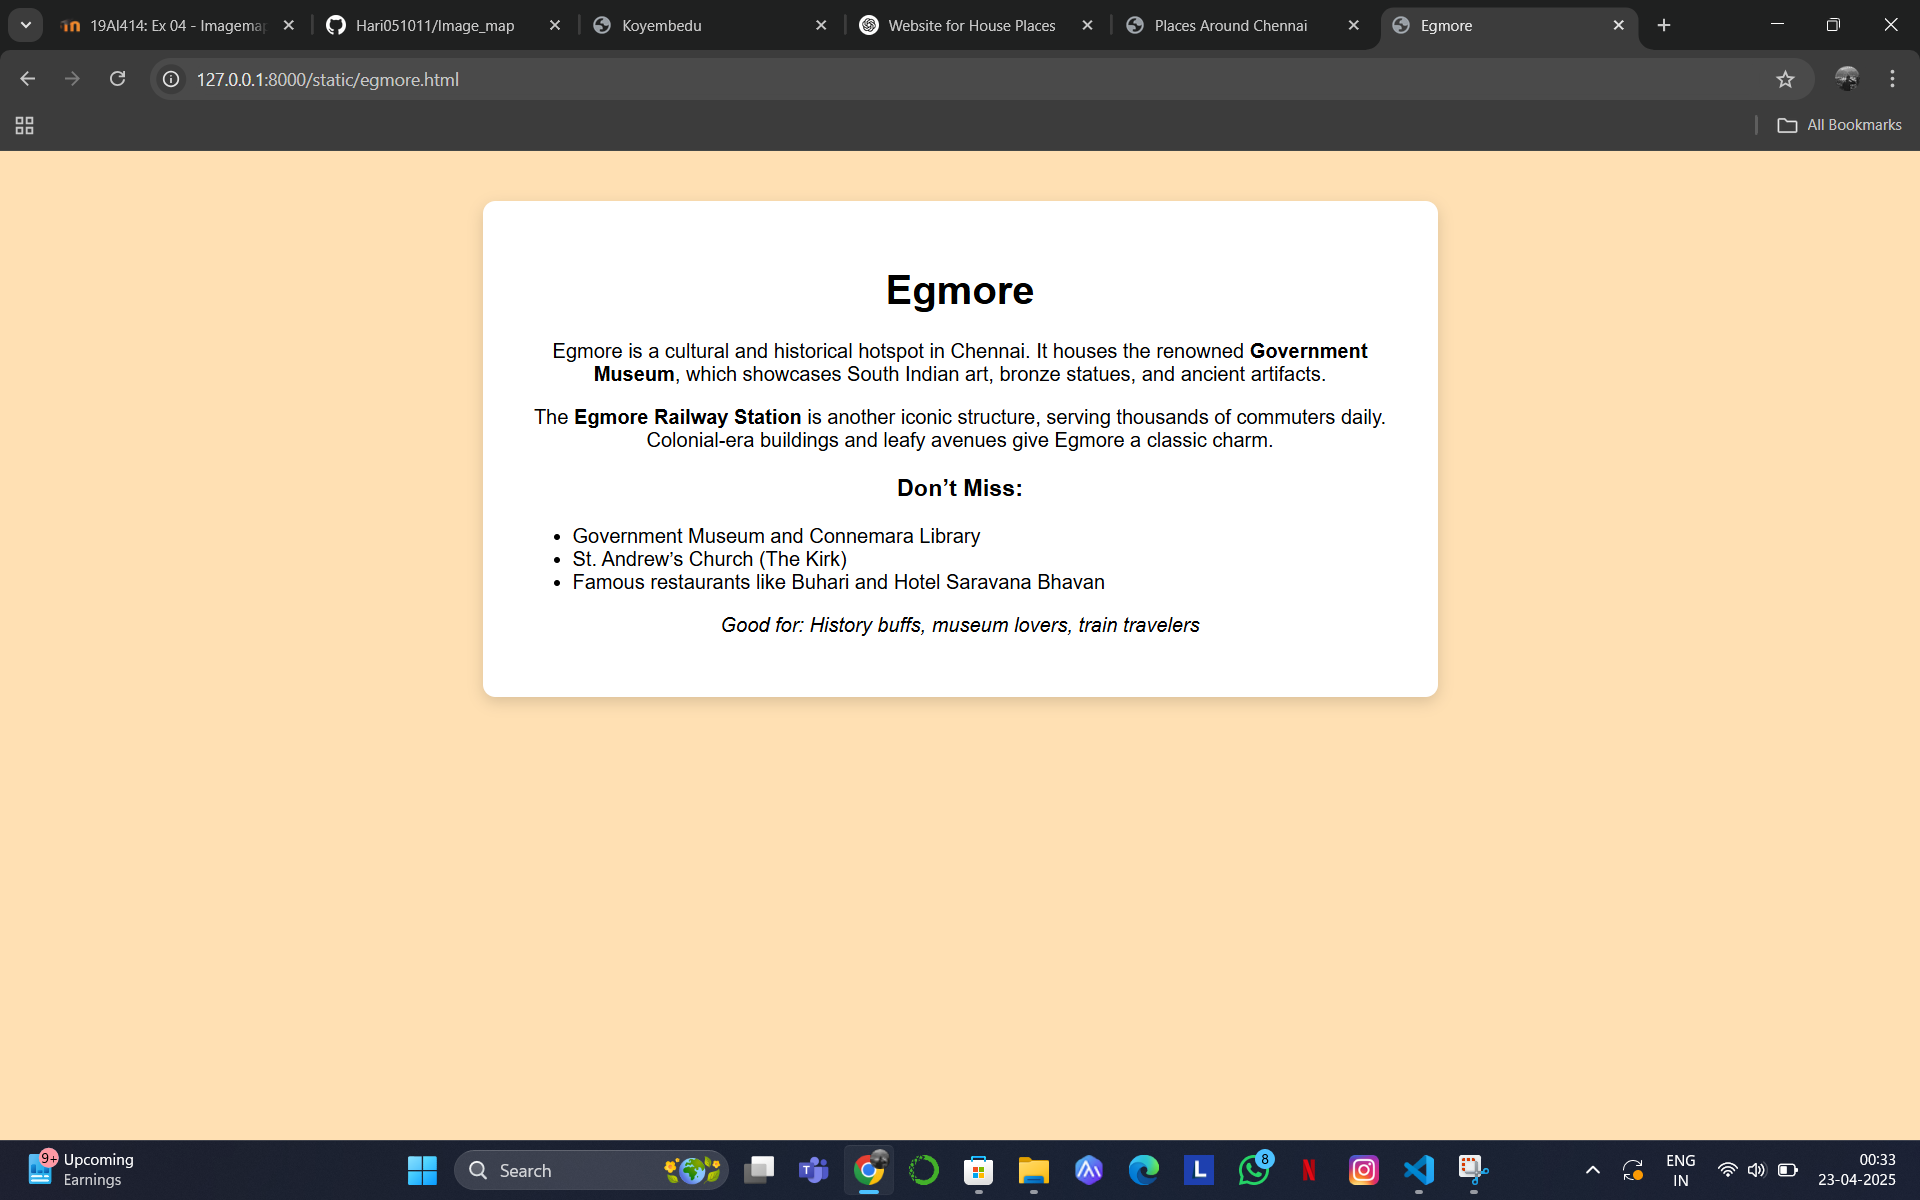 19AI414: Ex 04 - Imagemap
Hari051011/Image_map
Koyembedu
Website for House Places
Places Around Chennai
Egmore
127.0.0.1:8000/static/egmore.html
All Bookmarks
Egmore
Egmore is a cultural and historical hotspot in Chennai. It houses the renowned Government
Museum, which showcases South Indian art, bronze statues, and ancient artifacts.
The Egmore Railway Station is another iconic structure, serving thousands of commuters daily.
Colonial-era buildings and leafy avenues give Egmore a classic charm.
Don’t Miss:
• Government Museum and Connemara Library
• St. Andrew’s Church (The Kirk)
• Famous restaurants like Buhari and Hotel Saravana Bhavan
Good for: History buffs, museum lovers, train travelers
9+
Upcoming
Earnings
Search
T
L
8
N
ENG
IN
00:33
23-04-2025